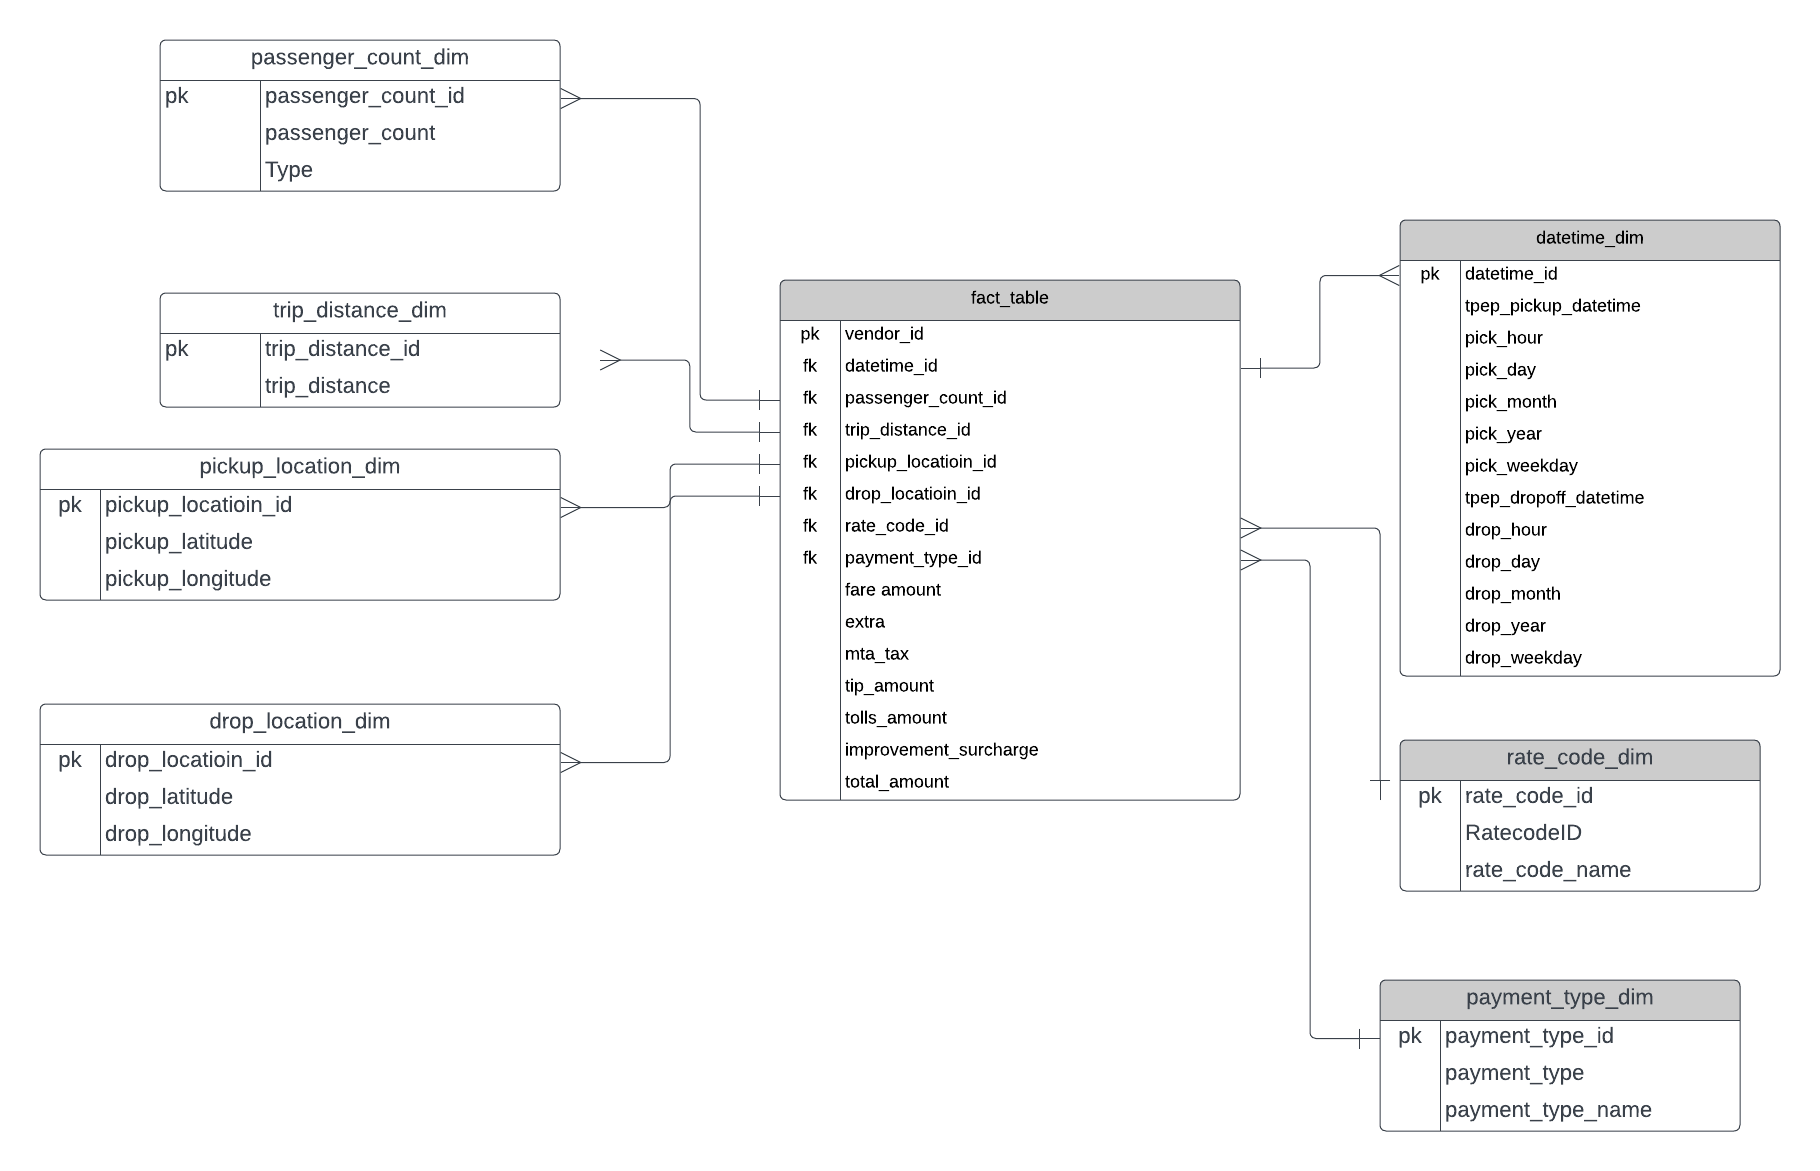 passenger_count_dim
pk passenger_count_id
passenger_count
Type
trip_distance_dim
pk trip_distance_id
trip_distance
pickup_location_dim
pk pickup_locatioin_id
pickup_latitude
pickup_longitude
drop_location_dim
pk drop_locatioin_id
drop_latitude
drop_longitude
fact_table
pk vendor_id
fk datetime_id
fk passenger_count_id
fk trip_distance_id
fk pickup_locatioin_id
fk drop_locatioin_id
fk rate_code_id
fk payment_type_id
fare amount
extra
mta_tax
tip_amount
tolls_amount
improvement_surcharge
total_amount
datetime_dim
pk datetime_id
tpep_pickup_datetime
pick_hour
pick_day
pick_month
pick_year
pick_weekday
tpep_dropoff_datetime
drop_hour
drop_day
drop_month
drop_year
drop_weekday
rate_code_dim
pk rate_code_id
RatecodeID
rate_code_name
payment_type_dim
pk payment_type_id
payment_type
payment_type_name